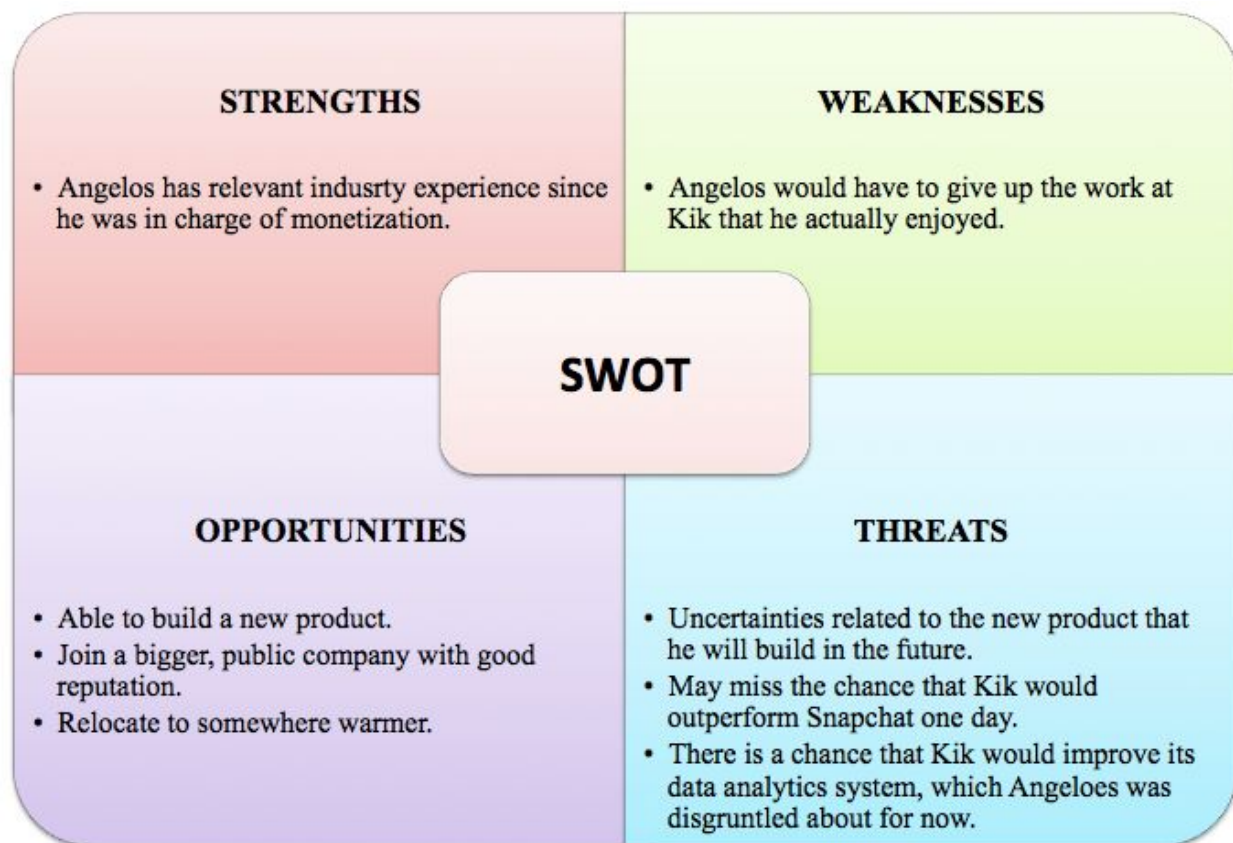 STRENGTHS
• Angelos has relevant indusrty experience since
he was in charge of monetization.
WEAKNESSES
• Angelos would have to give up the work at
Kik that he actually enjoyed.
SWOT
OPPORTUNITIES
• Able to build a new product.
• Join a bigger, public company with good
reputation.
• Relocate to somewhere warmer.
THREATS
• Uncertainties related to the new product that
he will build in the future.
• May miss the chance that Kik would
outperform Snapchat one day.
• There is a chance that Kik would improve its
data analytics system, which Angeloes was
disgruntled about for now.